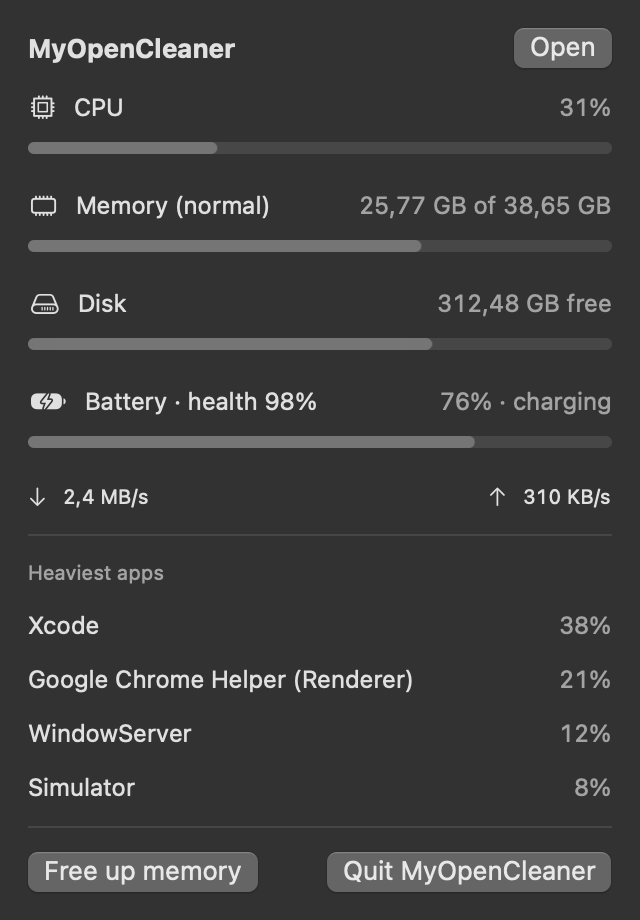 MyOpenCleaner Open
CPU 31%
Memory (normal) 25,77 GB of 38,65 GB
Disk 312,48 GB free
Battery · health 98% 76% · charging
↓ 2,4 MB/s ↑ 310 KB/s
Heaviest apps
Xcode 38%
Google Chrome Helper (Renderer) 21%
WindowServer 12%
Simulator 8%
Free up memory Quit MyOpenCleaner